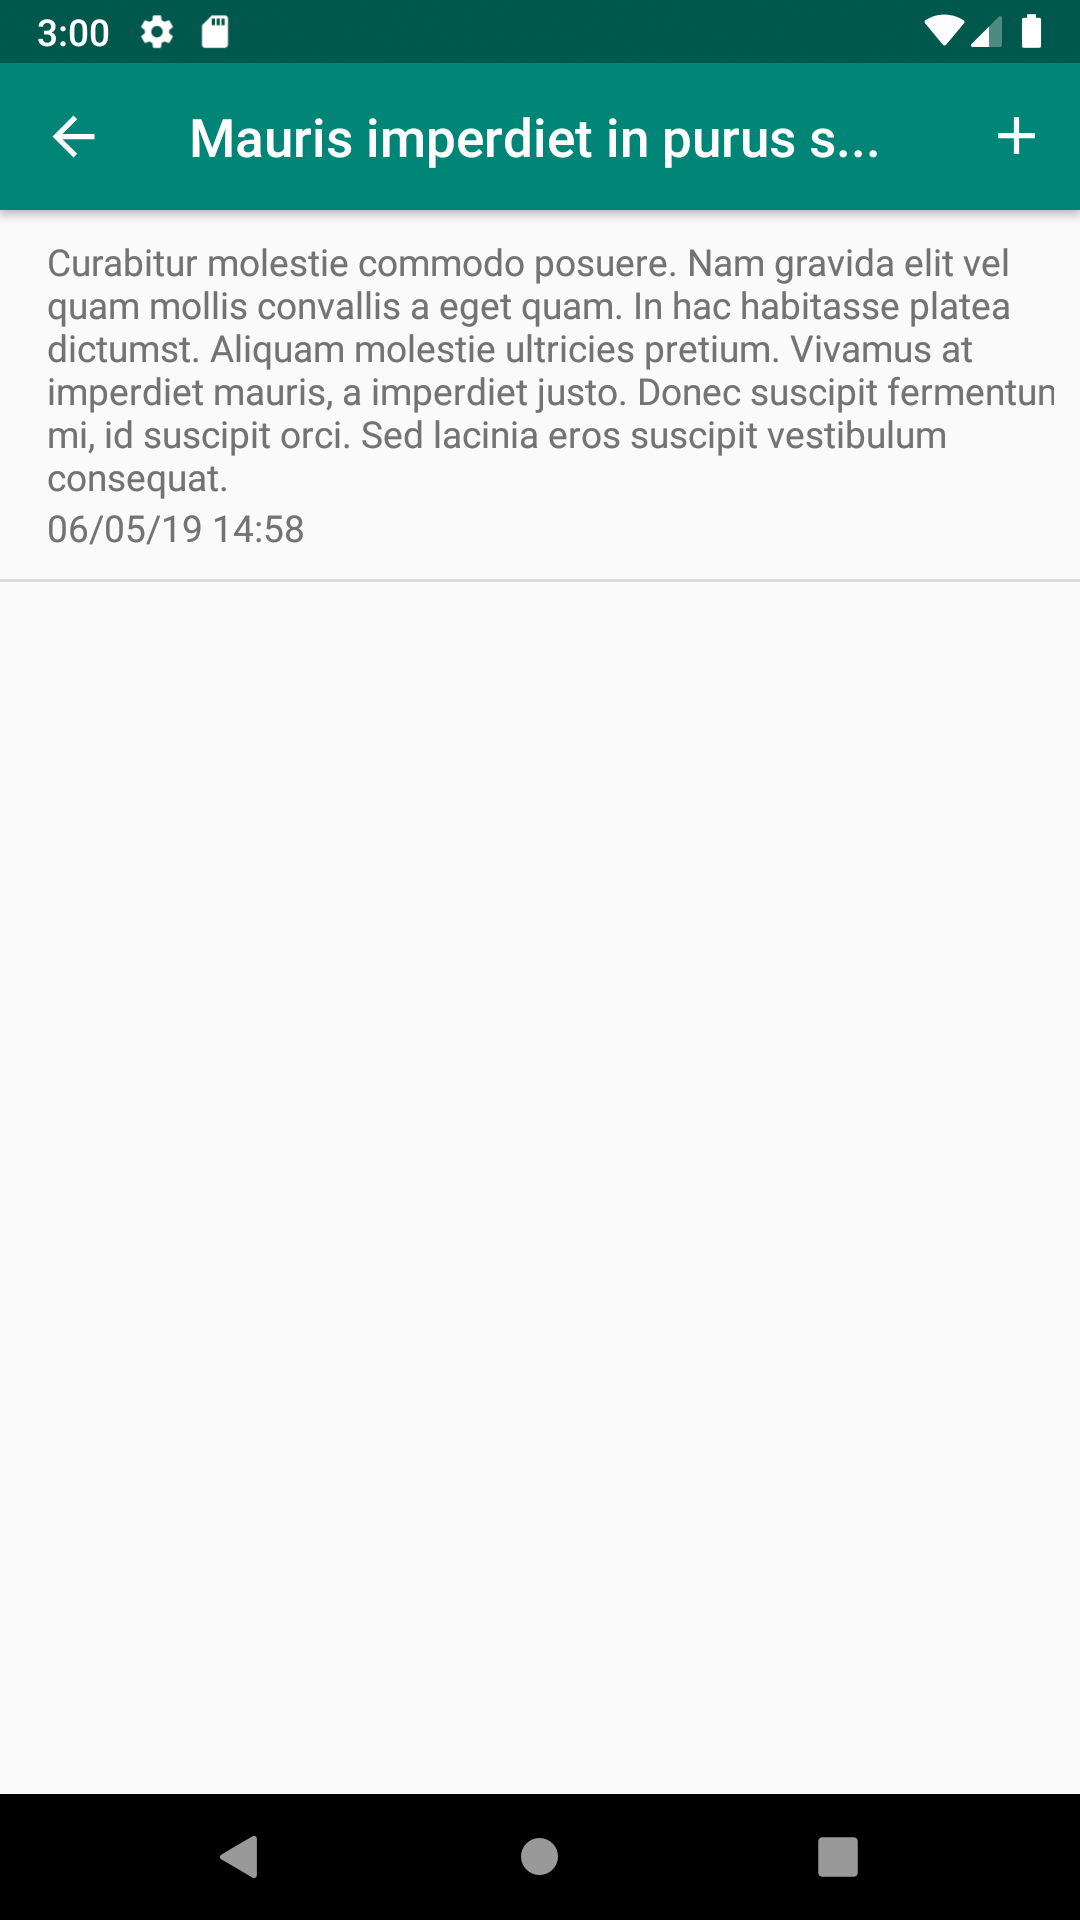 3:00
Mauris imperdiet in purus s...
Curabitur molestie commodo posuere. Nam gravida elit vel
quam mollis convallis a eget quam. In hac habitasse platea
dictumst. Aliquam molestie ultricies pretium. Vivamus at
imperdiet mauris, a imperdiet justo. Donec suscipit fermentun
mi, id suscipit orci. Sed lacinia eros suscipit vestibulum
consequat.
06/05/19 14:58